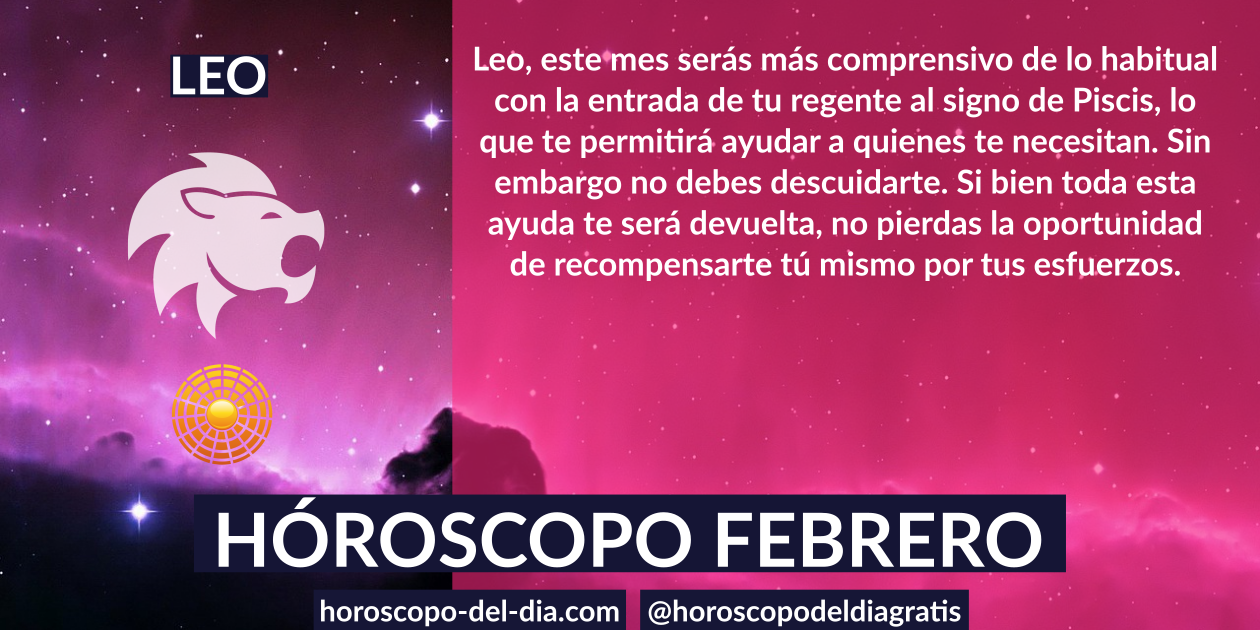 LEO
Leo, este mes serás más comprensivo de lo habitual
con la entrada de tu regente al signo de Piscis, lo
que te permitirá ayudar a quienes te necesitan. Sin
embargo no debes descuidarte. Si bien toda esta
ayuda te será devuelta, no pierdas la oportunidad
de recompensarte tú mismo por tus esfuerzos.
HÓROSCOPO FEBRERO
horoscopo-del-dia.com
@horoscopodeldiagratis